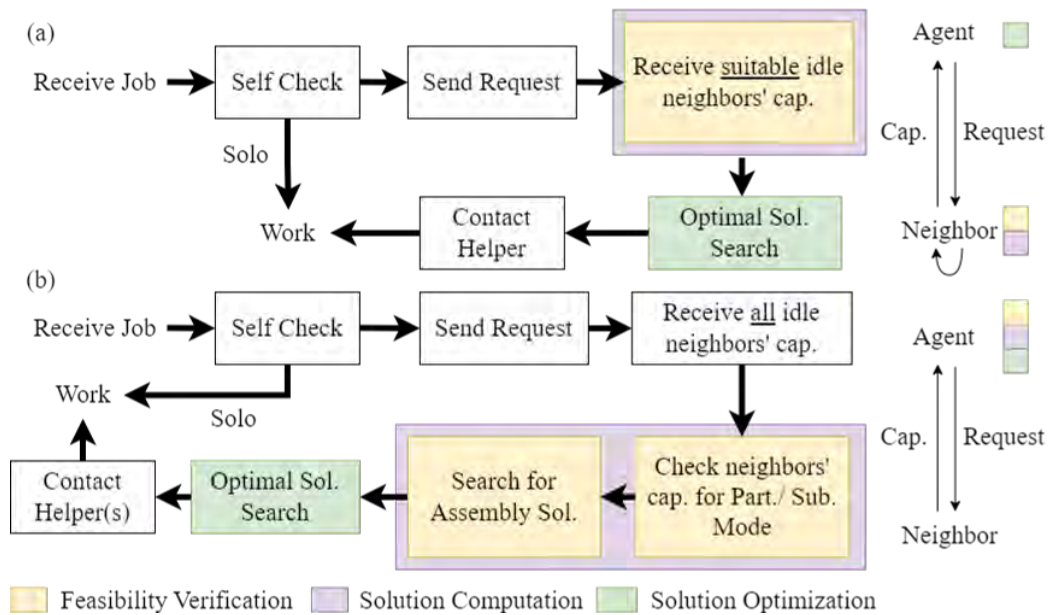 (a)
Receive Job
Self Check
Send Request
Receive suitable idle
neighbors' cap.
Solo
Work
Contact
Helper
Optimal Sol.
Search
Agent
Cap.
Request
Neighbor
(b)
Receive Job
Self Check
Send Request
Receive all idle
neighbors' cap.
Work
Solo
Contact
Helper(s)
Optimal Sol.
Search
Search for
Assembly Sol.
Check neighbors'
cap. for Part./ Sub.
Mode
Agent
Cap.
Request
Neighbor
Feasibility Verification
Solution Computation
Solution Optimization